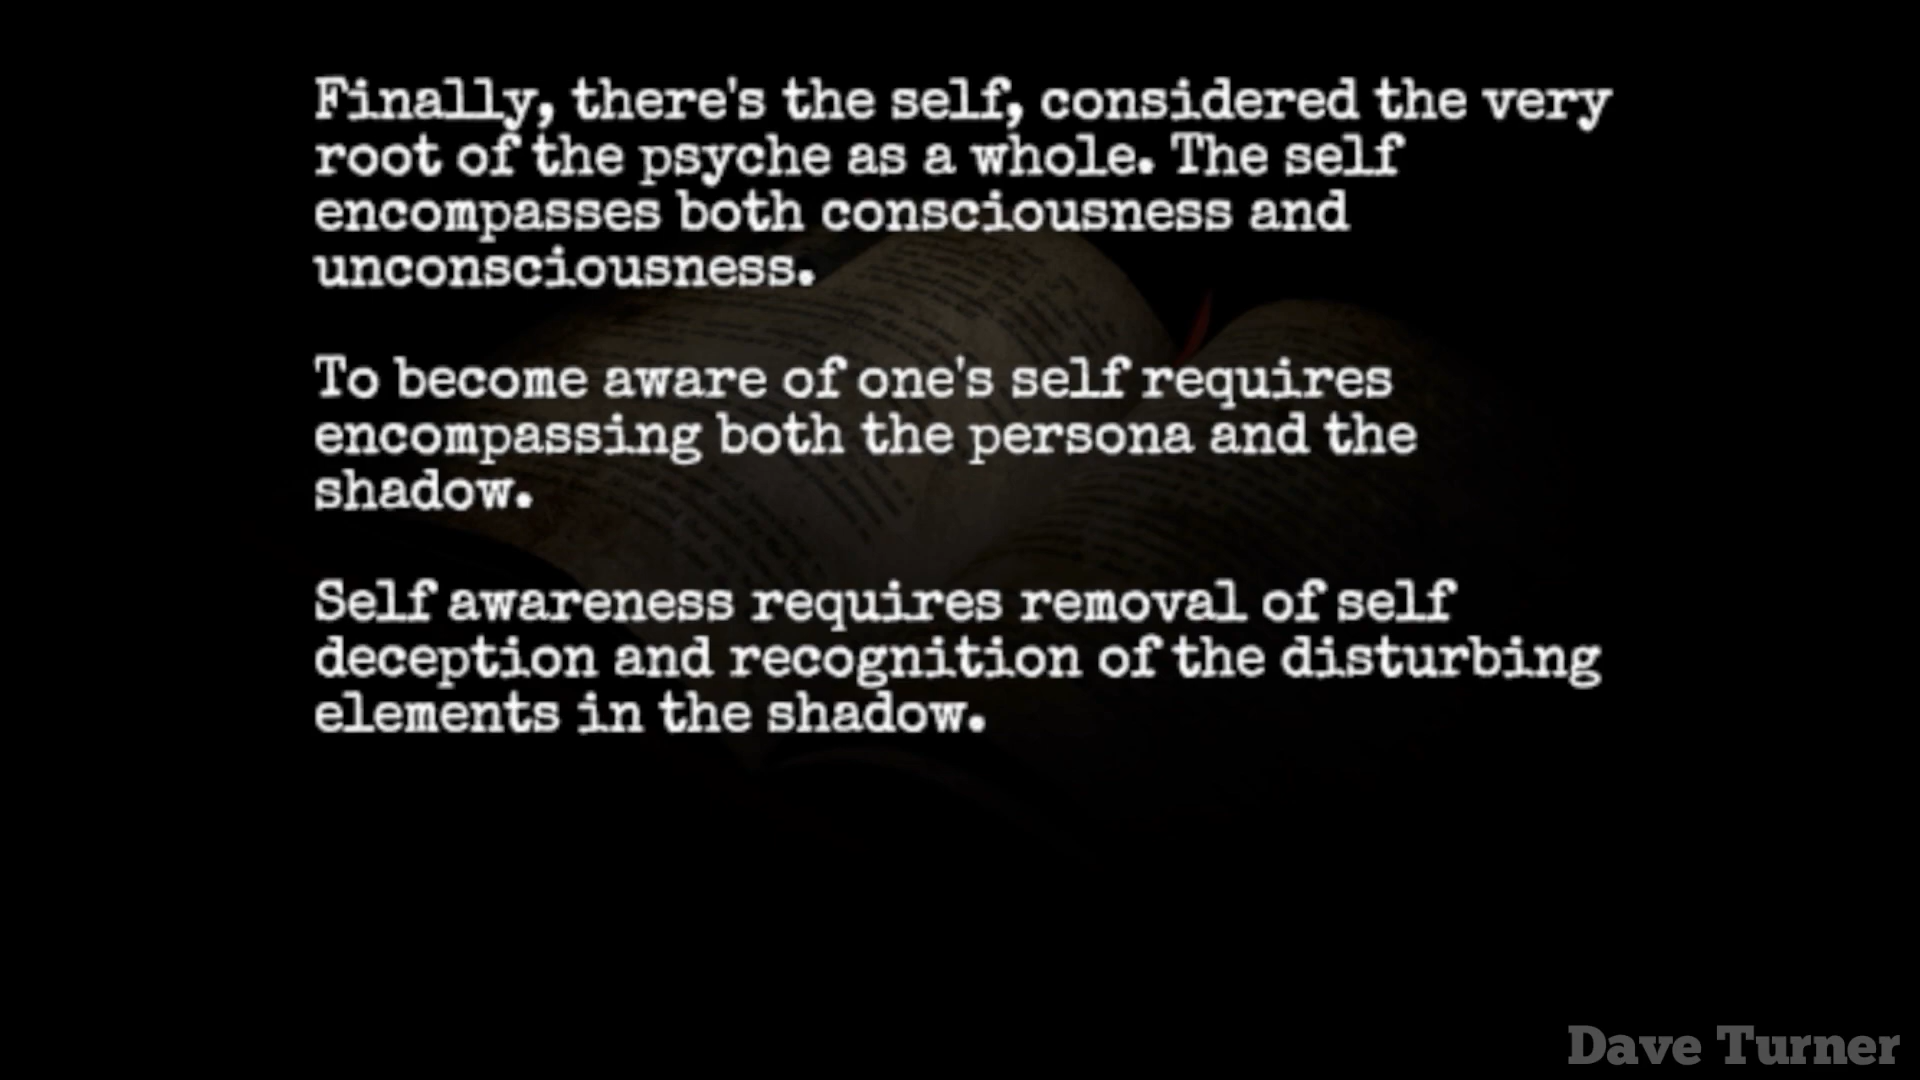 Finally, there's the self, considered the very
root of the psyche as a whole. The self
encompasses both consciousness and
unconsciousness.
To become aware of one's self requires
encompassing both the persona and the
shadow.
Self awareness requires removal of self
deception and recognition of the disturbing
elements in the shadow.
Dave Turner